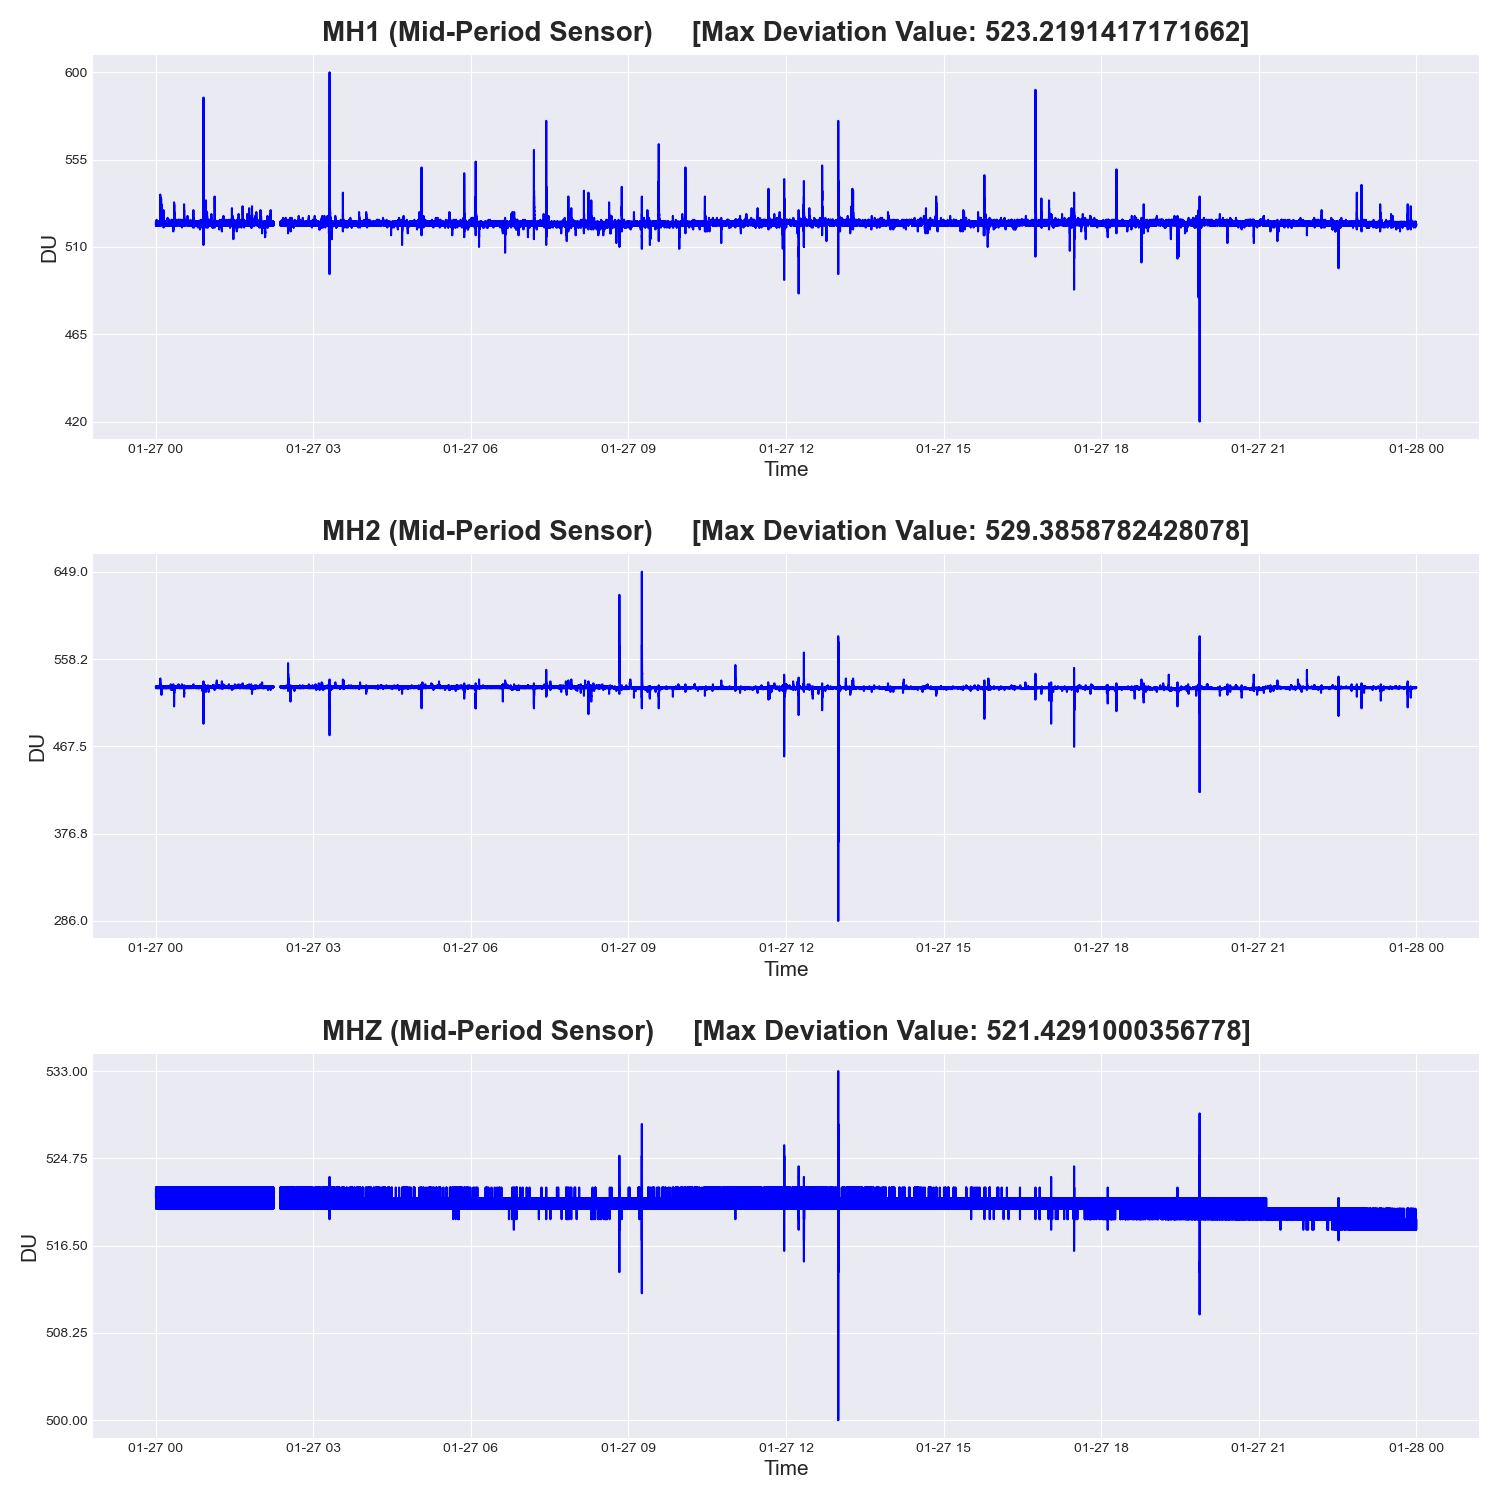 MH1 (Mid-Period Sensor) [Max Deviation Value: 523.2191417171662]
600
555
510
465
420
DU
01-27 00 01-27 03 01-27 06 01-27 09 01-27 12 01-27 15 01-27 18 01-27 21 01-28 00
Time
MH2 (Mid-Period Sensor) [Max Deviation Value: 529.3858782428078]
649.0
558.2
467.5
376.8
286.0
DU
01-27 00 01-27 03 01-27 06 01-27 09 01-27 12 01-27 15 01-27 18 01-27 21 01-28 00
Time
MHZ (Mid-Period Sensor) [Max Deviation Value: 521.4291000356778]
533.00
524.75
516.50
508.25
500.00
DU
01-27 00 01-27 03 01-27 06 01-27 09 01-27 12 01-27 15 01-27 18 01-27 21 01-28 00
Time